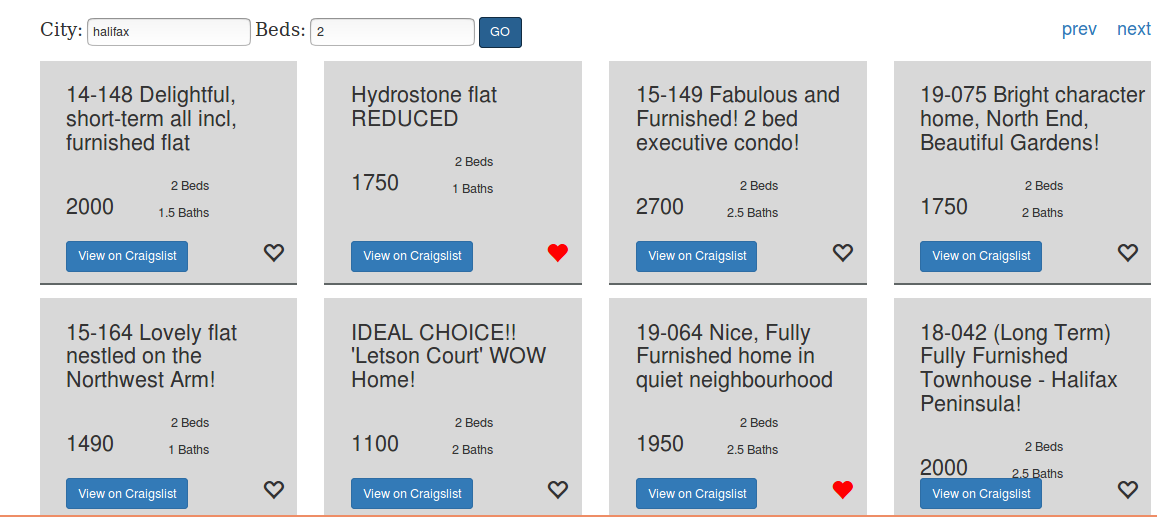 City: halifax Beds: 2 GO prev next
14-148 Delightful,
short-term all incl,
furnished flat
2 Beds
2000
1.5 Baths
View on Craigslist
Hydrostone flat
REDUCED
2 Beds
1750
1 Baths
View on Craigslist
15-149 Fabulous and
Furnished! 2 bed
executive condo!
2 Beds
2700
2.5 Baths
View on Craigslist
19-075 Bright character
home, North End,
Beautiful Gardens!
2 Beds
1750
2 Baths
View on Craigslist
15-164 Lovely flat
nestled on the
Northwest Arm!
2 Beds
1490
1 Baths
View on Craigslist
IDEAL CHOICE!!
'Letson Court' WOW
Home!
2 Beds
1100
2 Baths
View on Craigslist
19-064 Nice, Fully
Furnished home in
quiet neighbourhood
2 Beds
1950
2.5 Baths
View on Craigslist
18-042 (Long Term)
Fully Furnished
Townhouse - Halifax
Peninsula!
2 Beds
2000
2.5 Baths
View on Craigslist